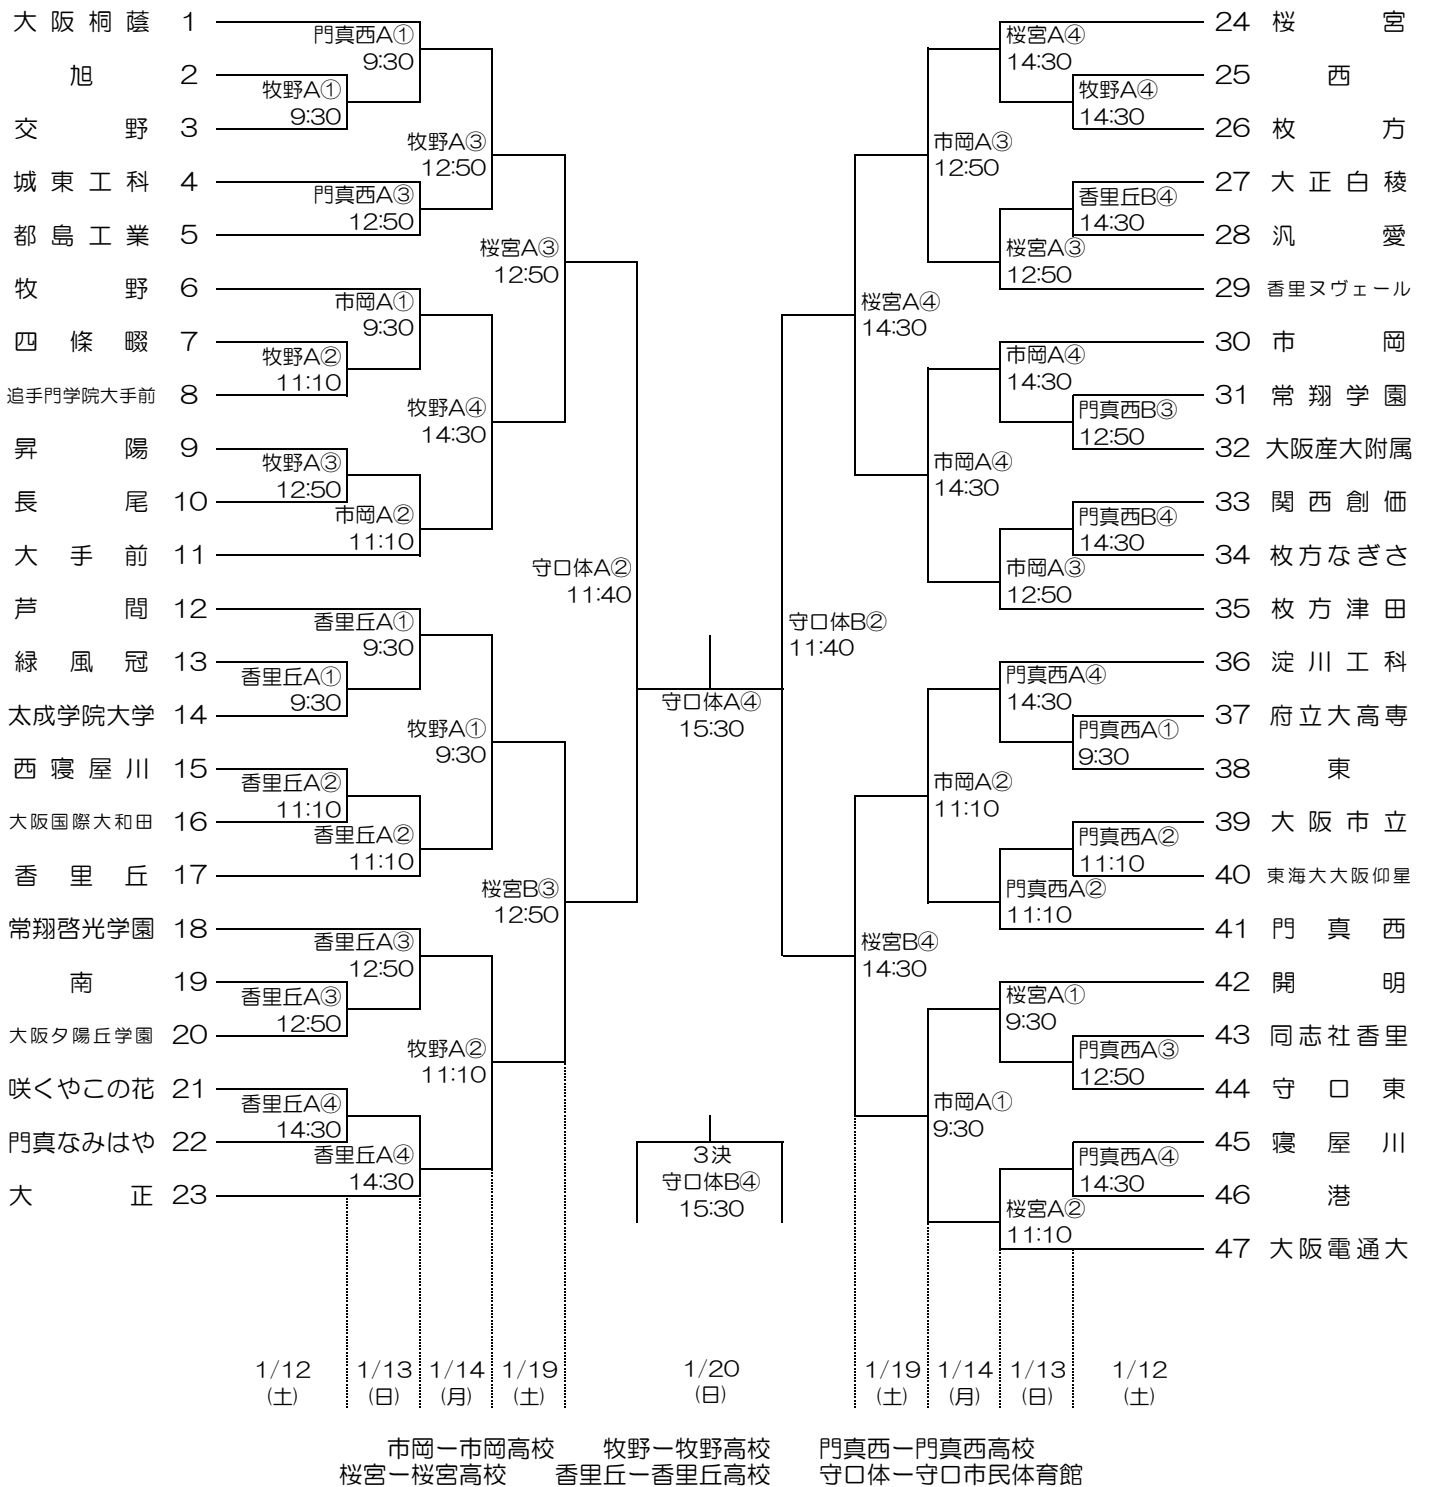 大阪桐蔭 1
旭 2
交野 3
城東工科 4
都島工業 5
牧野 6
四條畷 7
追手門学院大手前 8
昇陽 9
長尾 10
大手前 11
芦間 12
緑風冠 13
太成学院大学 14
西寝屋川 15
大阪国際大和田 16
香里丘 17
常翔啓光学園 18
南 19
大阪夕陽丘学園 20
咲くやこの花 21
門真なみはや 22
大正 23
門真西A①
9:30
牧野A①
9:30
門真西A③
12:50
市岡A①
9:30
牧野A②
11:10
牧野A③
12:50
市岡A②
11:10
香里丘A①
9:30
香里丘A①
9:30
香里丘A②
11:10
香里丘A②
11:10
香里丘A③
12:50
香里丘A③
12:50
香里丘A④
14:30
香里丘A④
14:30
牧野A③
12:50
牧野A④
14:30
牧野A①
9:30
牧野A②
11:10
桜宮A③
12:50
桜宮B③
12:50
守口体A②
11:40
守口体A④
15:30
3決
守口体B④
15:30
守口体B②
11:40
桜宮A④
14:30
桜宮B④
14:30
市岡A③
12:50
市岡A④
14:30
市岡A②
11:10
市岡A①
9:30
桜宮A④
14:30
牧野A④
14:30
香里丘B④
14:30
桜宮A③
12:50
市岡A④
14:30
門真西B③
12:50
門真西B④
14:30
市岡A③
12:50
門真西A④
14:30
門真西A①
9:30
門真西A②
11:10
門真西A②
11:10
桜宮A①
9:30
門真西A③
12:50
門真西A④
14:30
桜宮A②
11:10
24 桜宮
25 西
26 枚方
27 大正白稜
28 汎愛
29 香里ヌヴェール
30 市岡
31 常翔学園
32 大阪産大附属
33 関西創価
34 枚方なぎさ
35 枚方津田
36 淀川工科
37 府立大高専
38 東
39 大阪市立
40 東海大大阪仰星
41 門真西
42 開明
43 同志社香里
44 守口東
45 寝屋川
46 港
47 大阪電通大
1/12 1/13 1/14 1/19 1/20 1/19 1/14 1/13 1/12
(土) (日) (月) (土) (日) (土) (月) (日) (土)
市岡ー市岡高校 牧野ー牧野高校 門真西ー門真西高校
桜宮ー桜宮高校 香里丘ー香里丘高校 守口体ー守口市民体育館